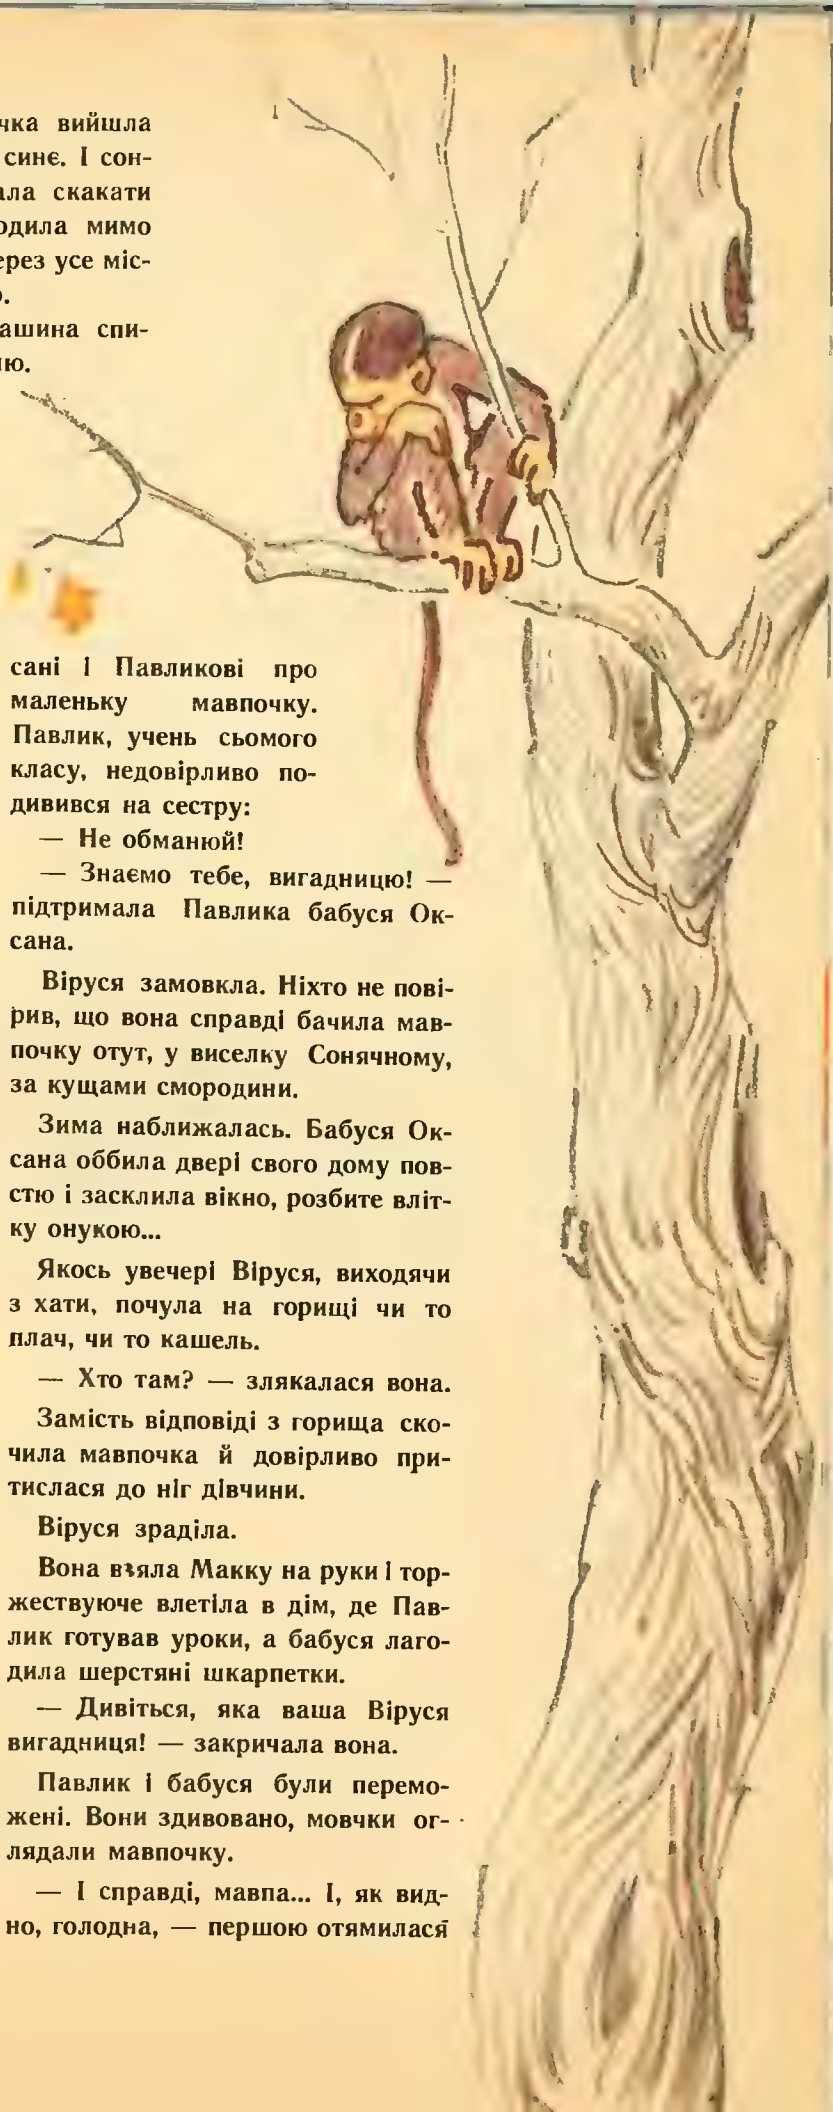 чка вийшла
синє. І сон-
ала скакати
одила мимо
ерез усе міс-
ашина спи-
ю.
сані і Павликові про
маленьку мавпочку.
Павлик, учень сьомого
класу, недовірливо по-
дивився на сестру:
— Не обманюй!
— Знаємо тебе, вигадницю! —
підтримала Павлика бабуся Ок-
сана.
Віруся замовкла. Ніхто не пові-
рив, що вона справді бачила мав-
почку отут, у виселку Сонячному,
за кущами смородини.
Зима наближалась. Бабуся Ок-
сана оббила двері свого дому пов-
стю і засклила вікно, розбите вліт-
ку онукою...
Якось увечері Віруся, виходячи
з хати, почула на горищі чи то
плач, чи то кашель.
— Хто там? — злякалася вона.
Замість відповіді з горища ско-
чила мавпочка й довірливо при-
тислася до ніг дівчини.
Віруся зраділа.
Вона взяла Макку на руки і тор-
жествуюче влетіла в дім, де Пав-
лик готував уроки, а бабуся лаго-
дила шерстяні шкарпетки.
— Дивіться, яка ваша Віруся
вигадниця! — закричала вона.
Павлик і бабуся були перемо-
жені. Вони здивовано, мовчки ог-
лядали мавпочку.
— І справді, мавпа... І, як вид-
но, голодна, — першою отямилася